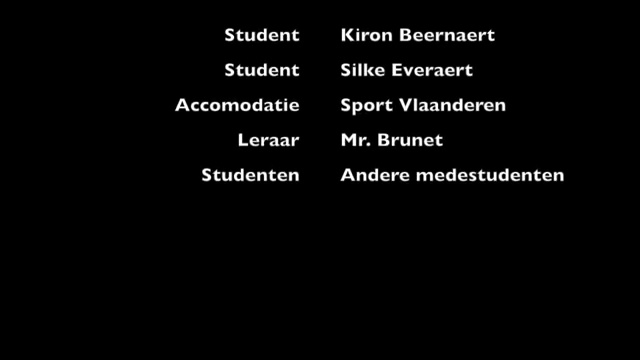 Student Kiron Beernaert
Student Silke Everaert
Accomodatie Sport Vlaanderen
Leraar Mr. Brunet
Studenten Andere medestudenten